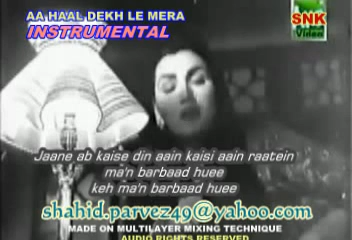 AA HAAL DEKH LE MERA
INSTRUMENTAL
SNK
Video
Jaane ab kaise din aain kaisi aain raatein
ma'n barbaad huee
keh ma'n barbaad huee
shahid.parvez49@yahoo.com
MADE ON MULTILAYER MIXING TECHNIQUE
AUDIO RIGHTS RESERVED